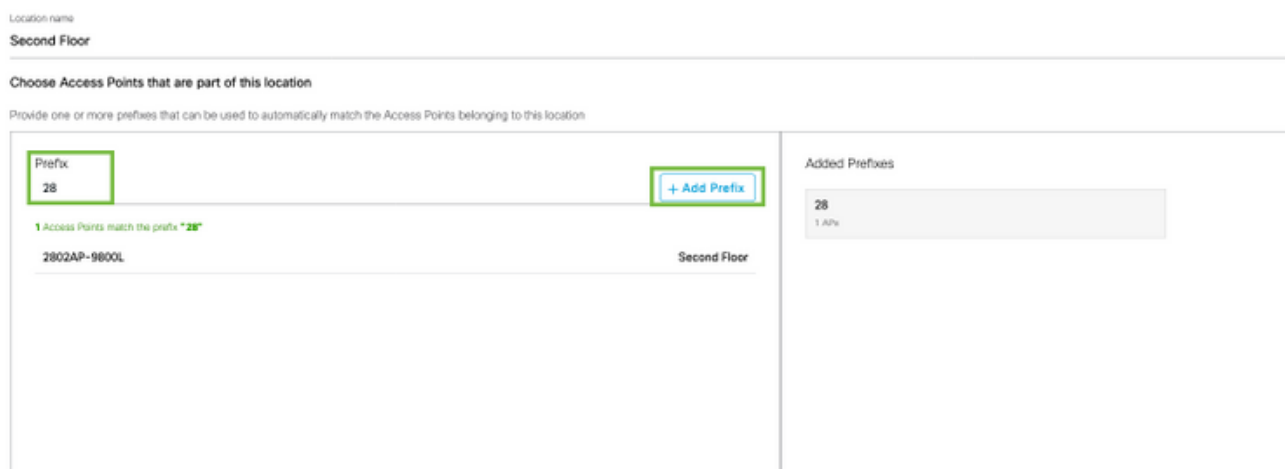 Location name
Second Floor
Choose Access Points that are part of this location
Provide one or more prefixes that can be used to automatically match the Access Points belonging to this location
Prefix
28
+ Add Prefix
1 Access Points match the prefix "28"
2802AP-9800L
Second Floor
Added Prefixes
28
1 APs